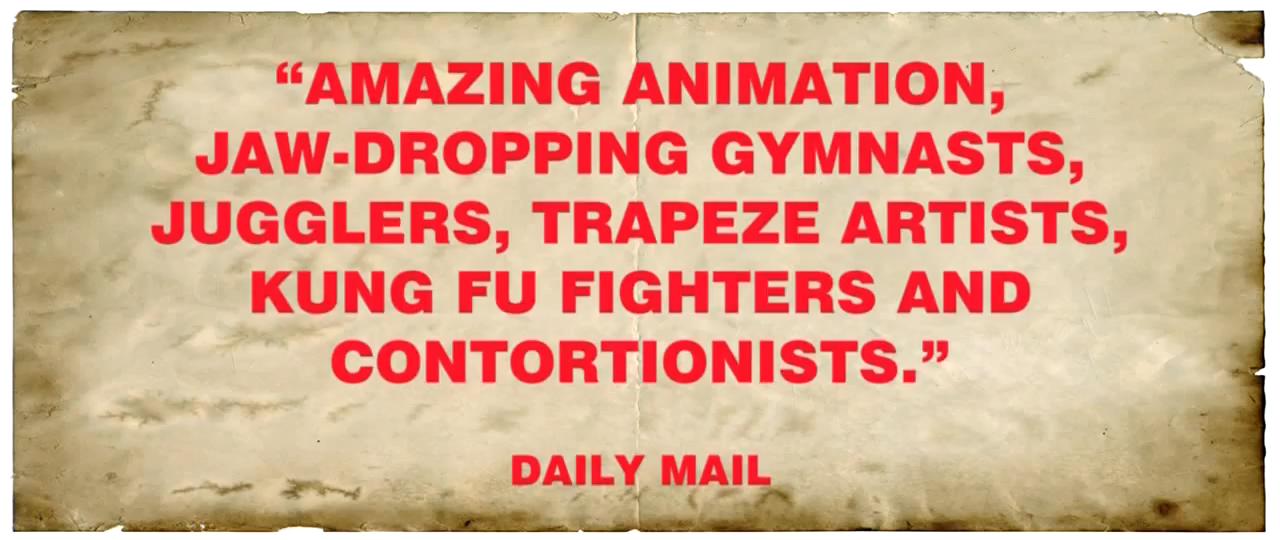 “AMAZING ANIMATION,
JAW-DROPPING GYMNASTS,
JUGGLERS, TRAPEZE ARTISTS,
KUNG FU FIGHTERS AND
CONTORTIONISTS.”
DAILY MAIL